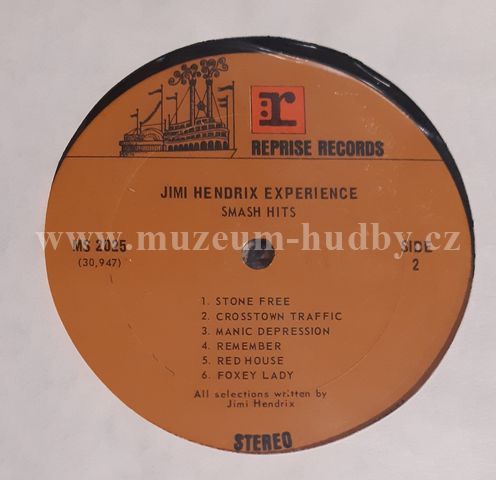 r
REPRISE RECORDS
JIMI HENDRIX EXPERIENCE
SMASH HITS
www.muzeum-hudby.cz
MS 2025
(30,947)
SIDE
2
1. STONE FREE
2. CROSSTOWN TRAFFIC
3. MANIC DEPRESSION
4. REMEMBER
5. RED HOUSE
6. FOXEY LADY
All selections written by
Jimi Hendrix
STEREO